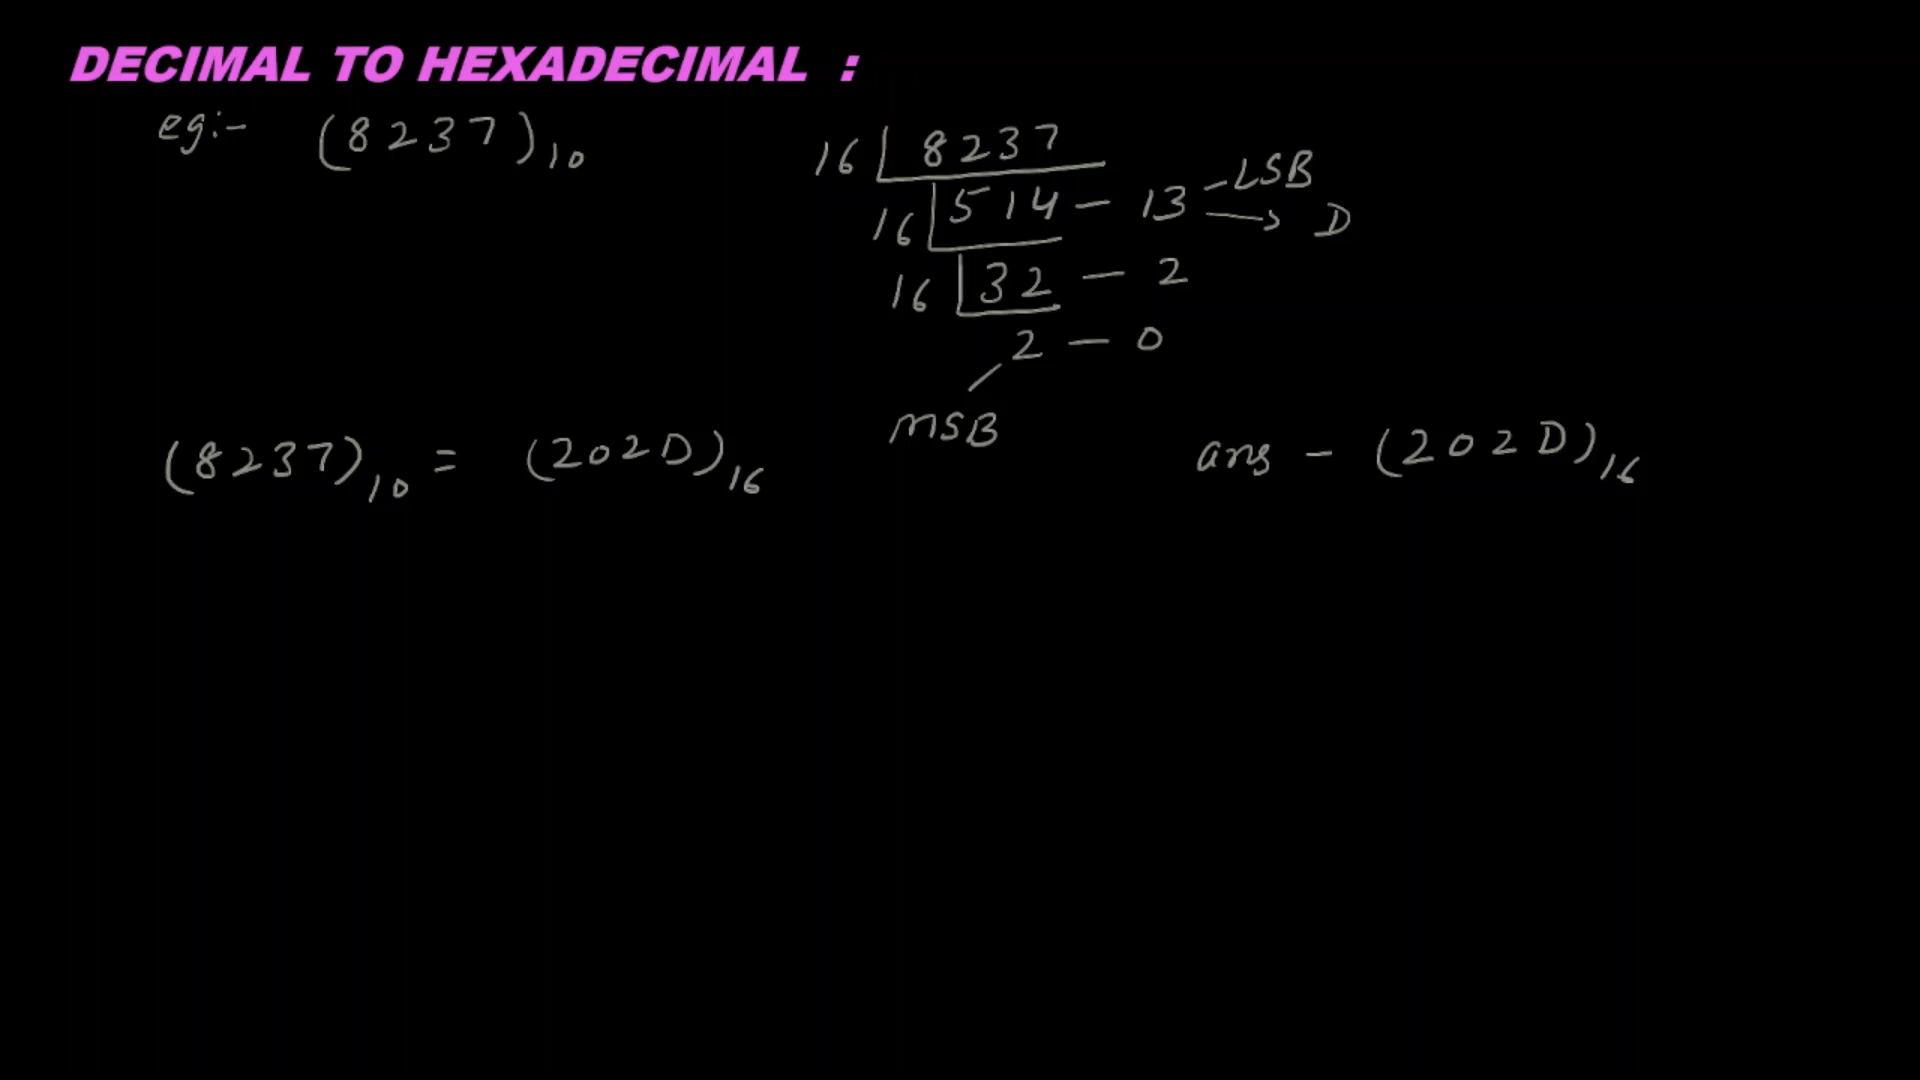 DECIMAL TO HEXADECIMAL :
eg:- (8237)10
16 | 8237
16 | 514 - 13 - LSB
→ D
16 | 32 - 2
2 - 0
MSB
(8237)10 = (202D)16
ans - (202D)16